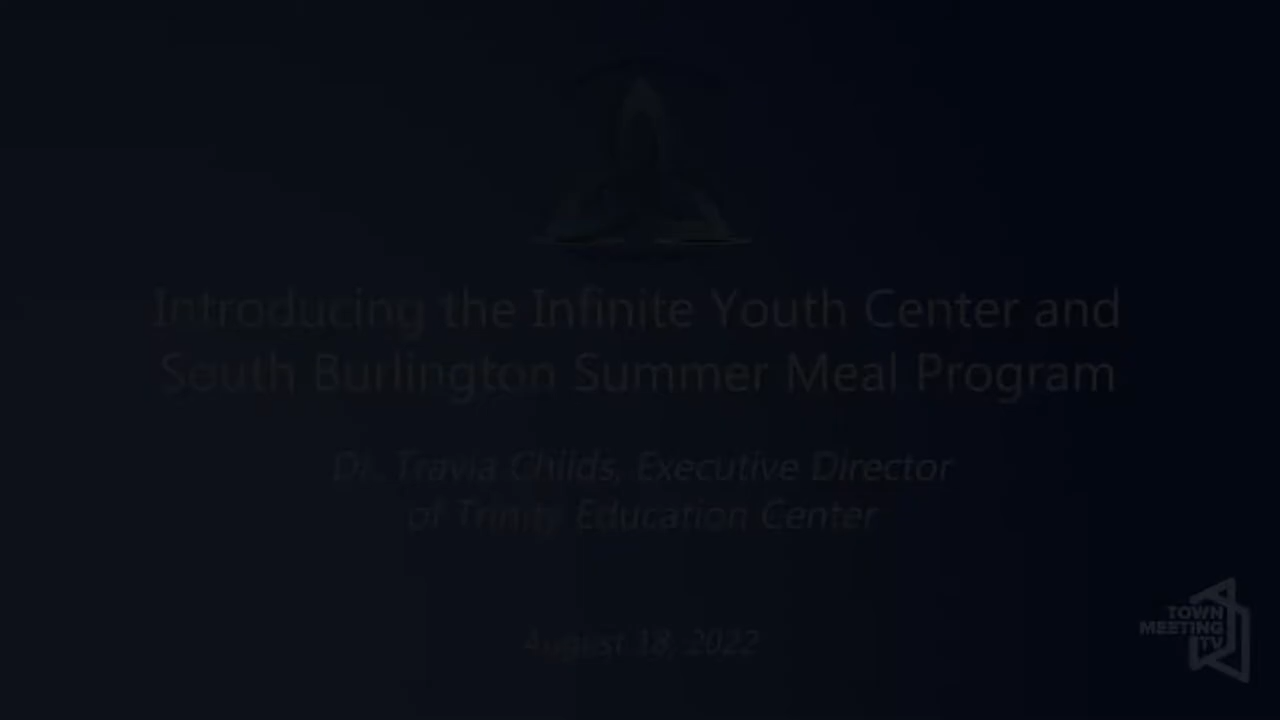 Introducing the Infinite Youth Center and
South Burlington Summer Meal Program
Dr. Travia Childs, Executive Director
of Trinity Education Center
August 18, 2022
TOWN
MEETING
TV